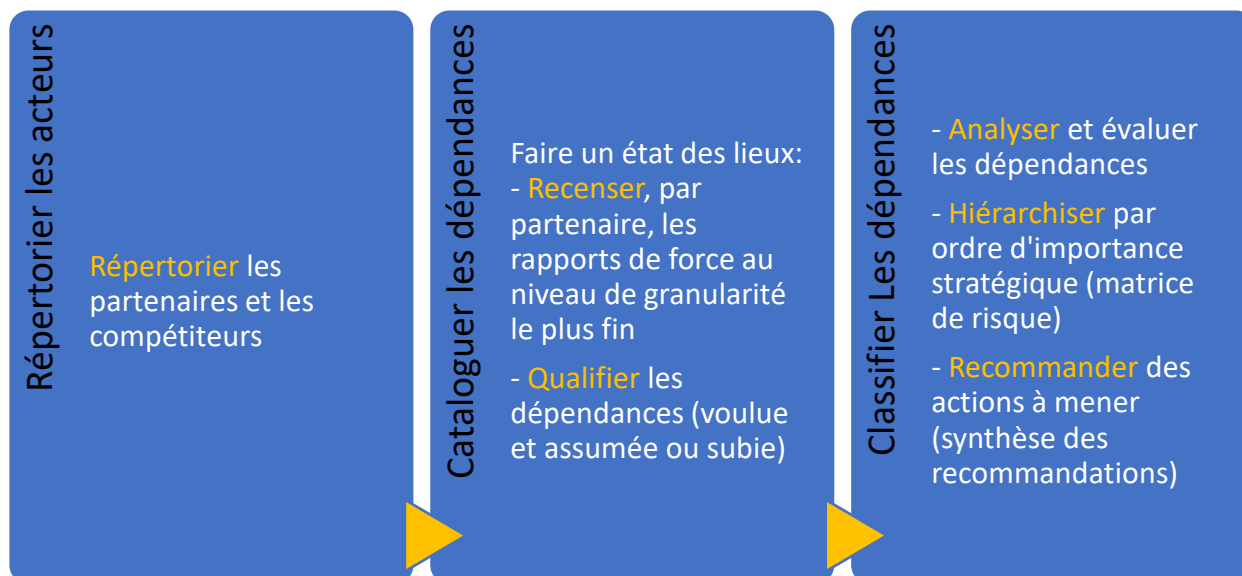 Répertorier les acteurs
Répertorier les
partenaires et les
compétiteurs
Cataloguer les dépendances
Faire un état des lieux:
- Recenser, par
partenaire, les
rapports de force au
niveau de granularité
le plus fin
- Qualifier les
dépendances (voulue
et assumée ou subie)
Classifier Les dépendances
- Analyser et évaluer
les dépendances
- Hiérarchiser par
ordre d'importance
stratégique (matrice
de risque)
- Recommander des
actions à mener
(synthèse des
recommandations)